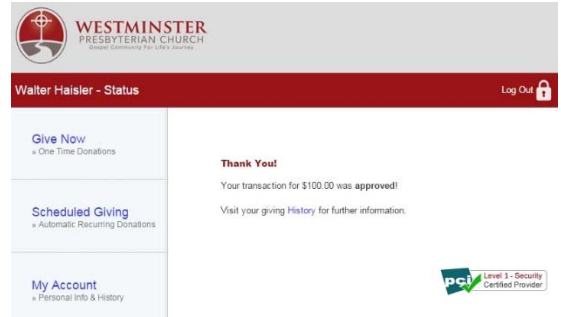 WESTMINSTER
PRESBYTERIAN CHURCH
Gospel Community For Life's Journey
Walter Haisler - Status
Log Out
Give Now
» One Time Donations
Thank You!
Your transaction for $100.00 was approved!
Scheduled Giving
» Automatic Recurring Donations
Visit your giving History for further information.
My Account
» Personal Info & History
pci
Level 1 - Security
Certified Provider